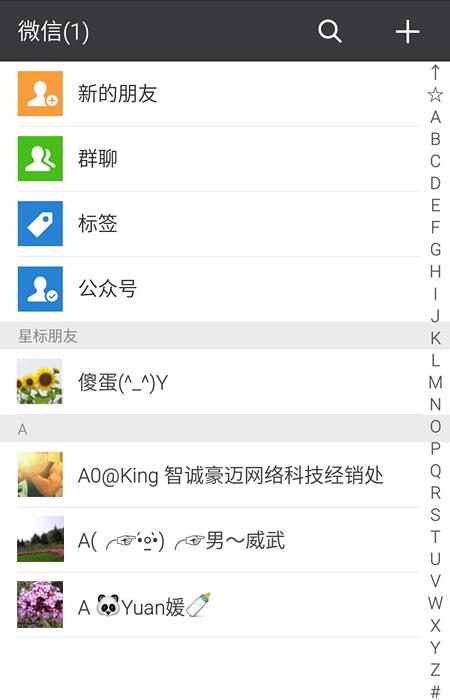 微信(1)
新的朋友
群聊
标签
公众号
星标朋友
傻蛋(^_^)Y
A
A0@King 智诚豪迈网络科技经销处
A(╭☞•́⍛•̀)╭☞男～威武
A 🐼Yuan媛🍼
↑
☆
A
B
C
D
E
F
G
H
I
J
K
L
M
N
O
P
Q
R
S
T
U
V
W
X
Y
Z
#